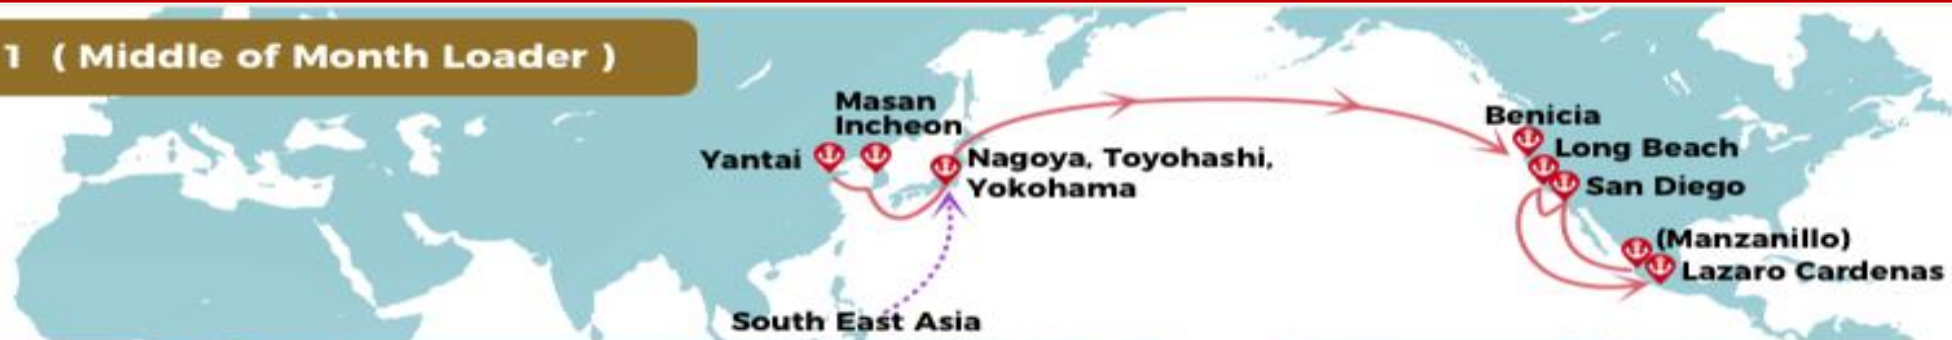 1 ( Middle of Month Loader )
Masan
Incheon
Yantai
Nagoya, Toyohashi,
Yokohama
South East Asia
Benicia
Long Beach
San Diego
(Manzanillo)
Lazaro Cardenas